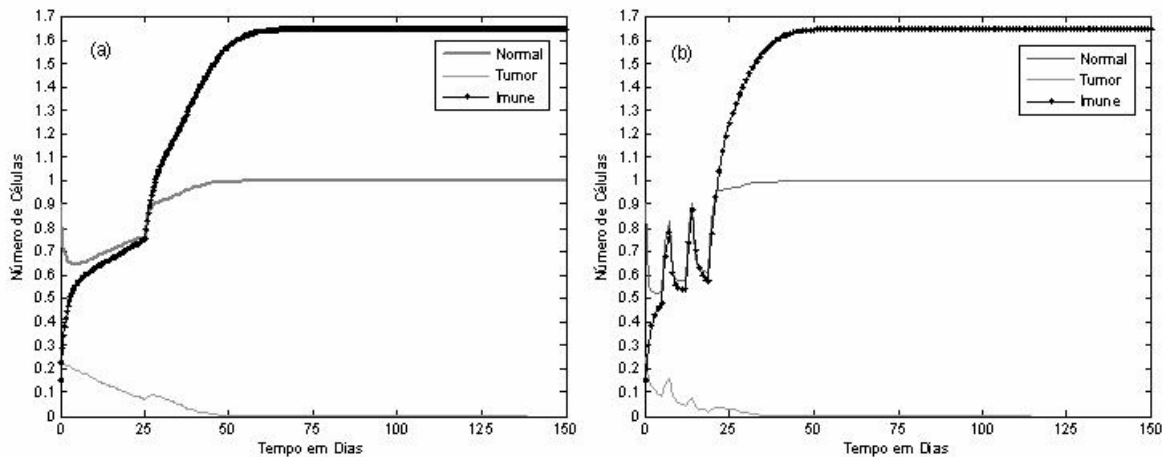 (a)
Normal
Tumor
Imune
Número de Células
1.7
1.6
1.5
1.4
1.3
1.2
1.1
1
0.9
0.8
0.7
0.6
0.5
0.4
0.3
0.2
0.1
0
0 25 50 75 100 125 150
Tempo em Dias
(b)
Normal
Tumor
Imune
Número de Células
1.7
1.6
1.5
1.4
1.3
1.2
1.1
1
0.9
0.8
0.7
0.6
0.5
0.4
0.3
0.2
0.1
0
0 25 50 75 100 125 150
Tempo em Dias